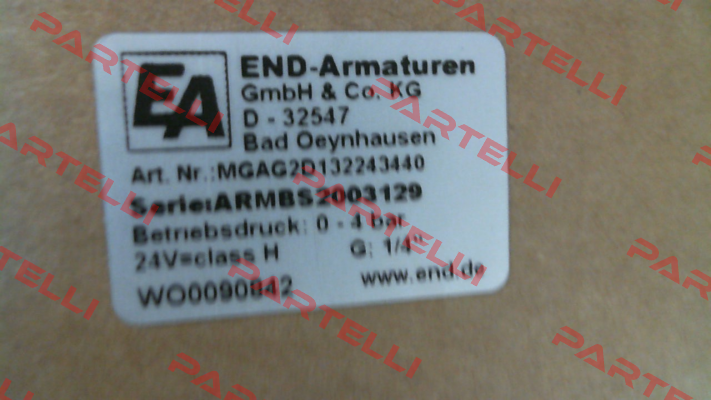 EA
END-Armaturen
GmbH & Co. KG
D - 32547
Bad Oeynhausen
Art. Nr.:MGAG2D132243440
Serie:ARMBS2003129
Betriebsdruck: 0 - 4 bar
24V=class H G: 1/4"
WO0090842 www.end.de
PARTELLI
PARTELLI
PARTELLI
PARTELLI
PARTELLI
PARTELLI
PARTELLI
PARTELLI